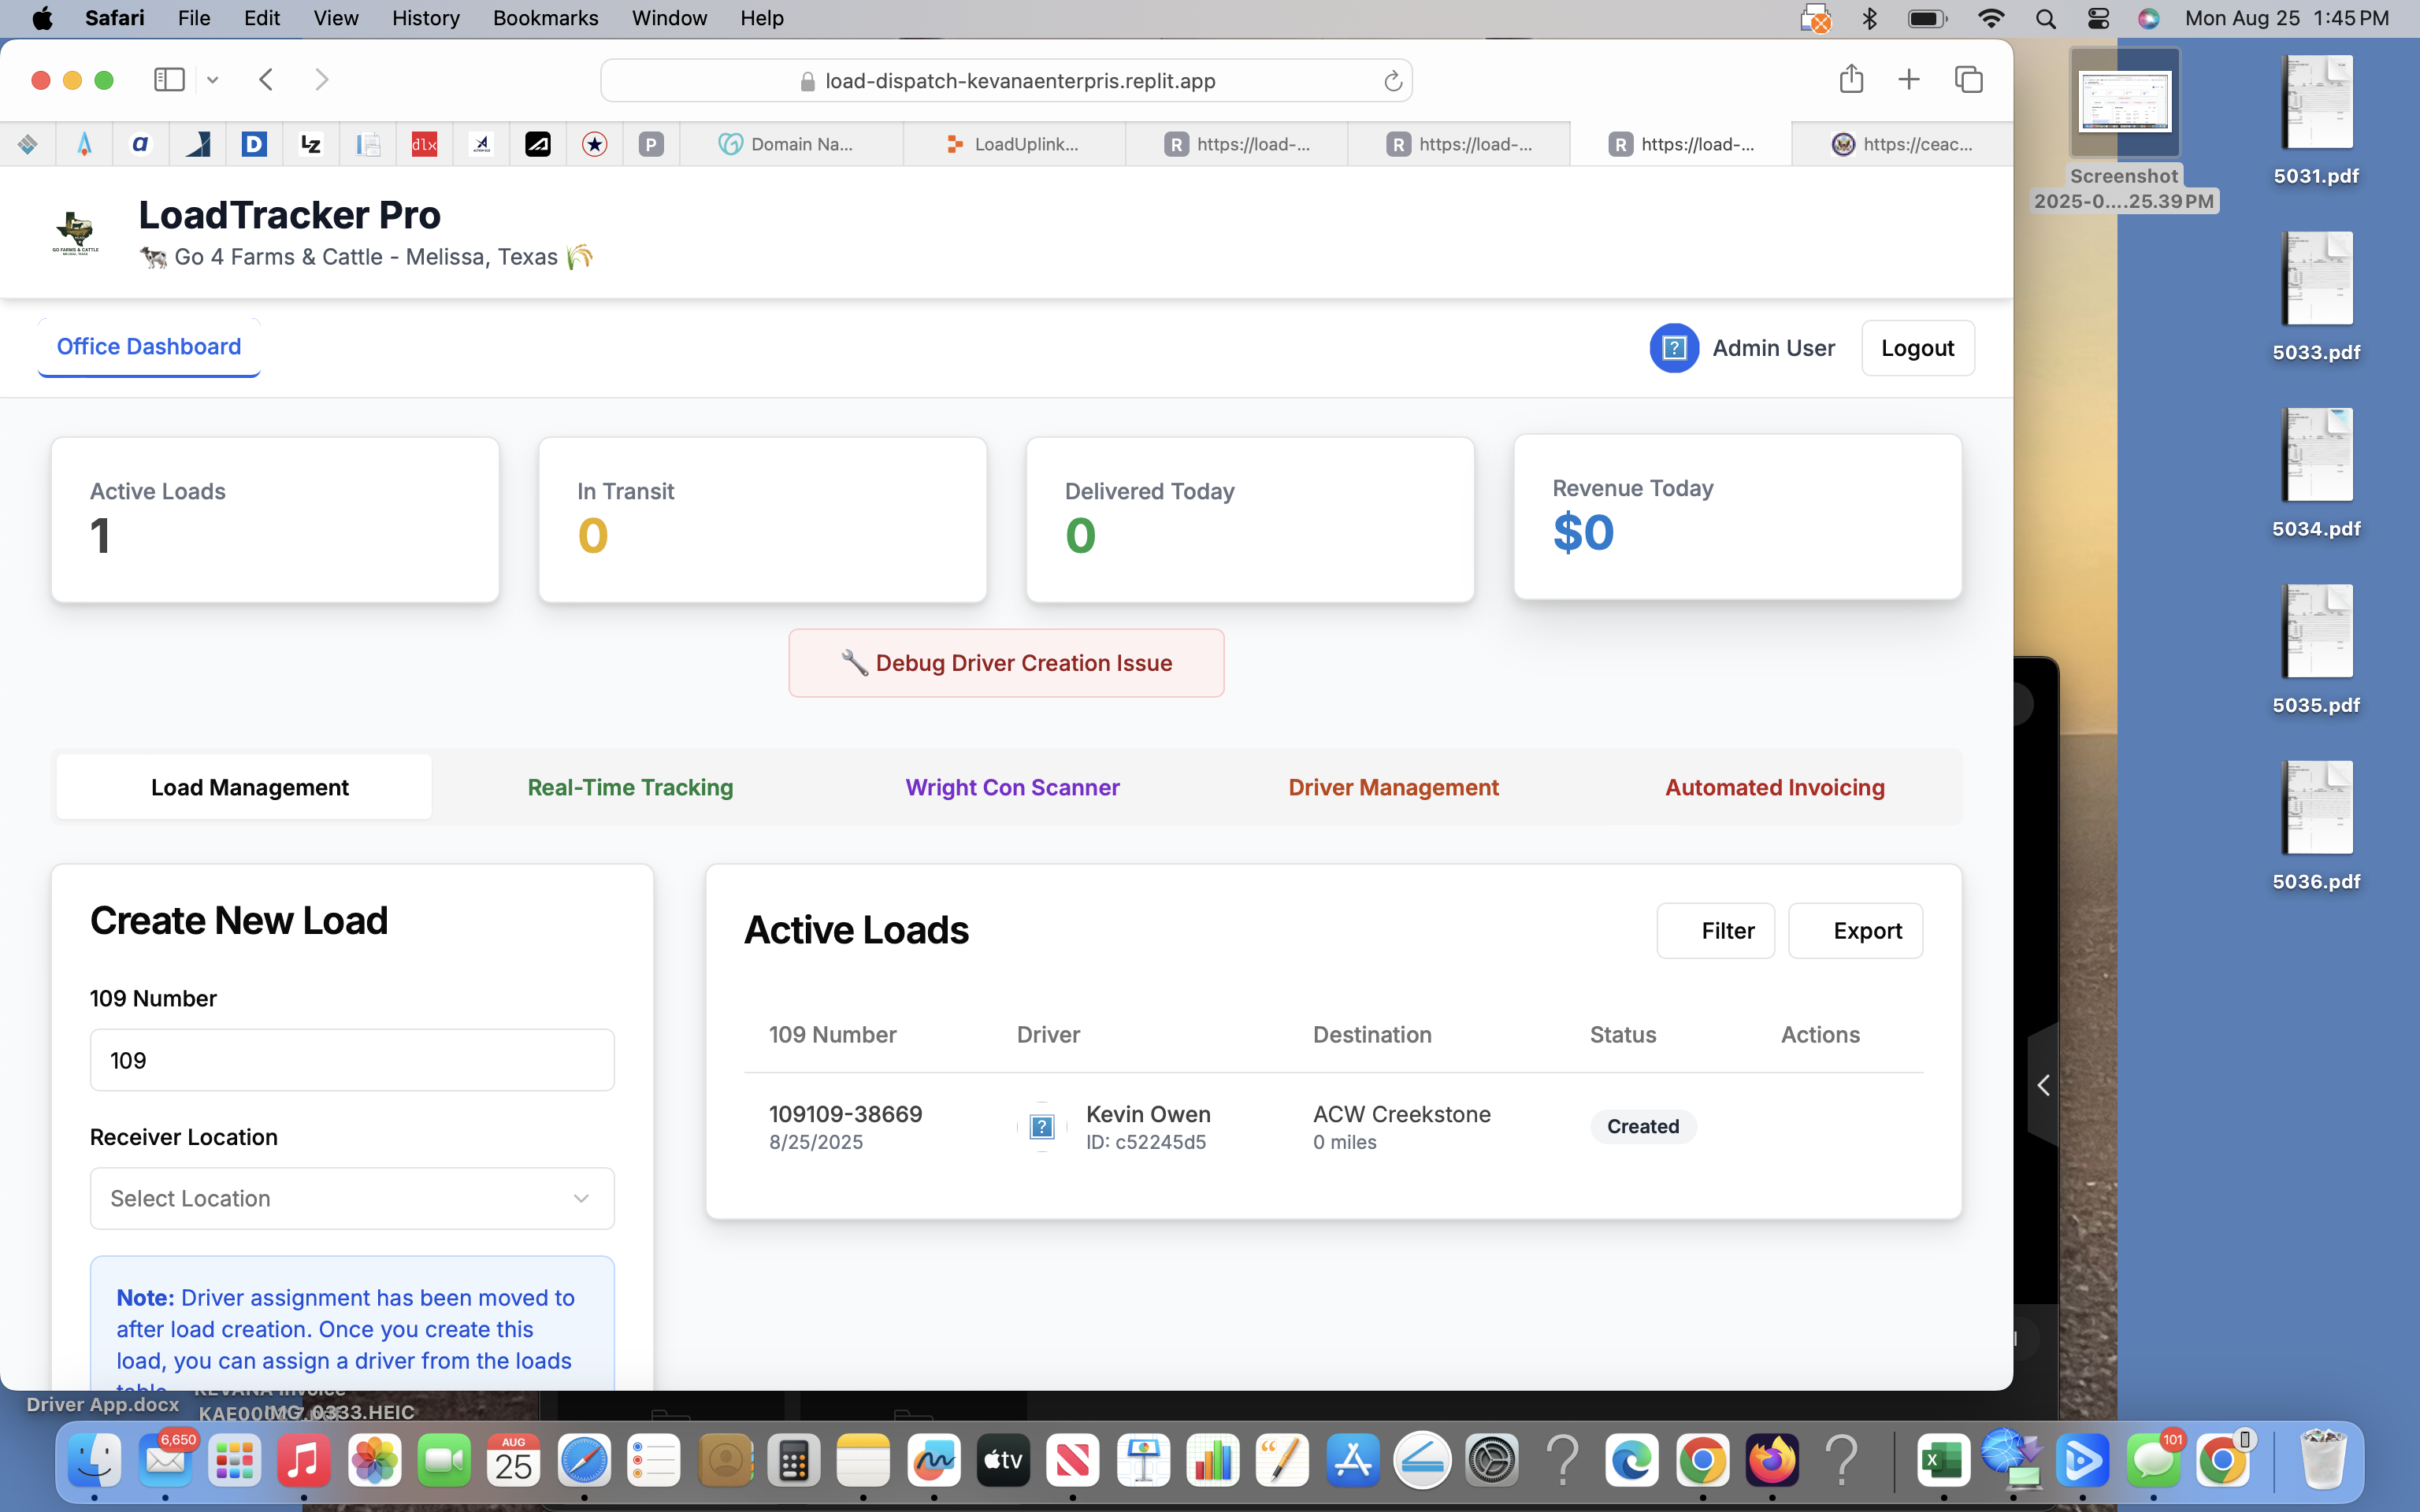 Safari File Edit View History Bookmarks Window Help Mon Aug 25 1:45 PM
load-dispatch-kevanaenterpris.replit.app
a D LZ dlx P Domain Na... LoadUplink... R https://load-... R https://load-... R https://load-... https://ceac...
LoadTracker Pro
GO FARMS & CATTLE
Go 4 Farms & Cattle - Melissa, Texas
Office Dashboard
? Admin User
Logout
Active Loads
1
In Transit
0
Delivered Today
0
Revenue Today
$0
Debug Driver Creation Issue
Load Management Real-Time Tracking Wright Con Scanner Driver Management Automated Invoicing
Create New Load
109 Number
109
Receiver Location
Select Location
Note: Driver assignment has been moved to
after load creation. Once you create this
load, you can assign a driver from the loads
table
Active Loads
Filter
Export
109 Number Driver Destination Status Actions
109109-38669
8/25/2025
?
Kevin Owen
ID: c52245d5
ACW Creekstone
0 miles
Created
Screenshot
2025-0....25.39 PM
5031.pdf
5033.pdf
5034.pdf
5035.pdf
5036.pdf
Driver App.docx
KEVANA Invoice
IMG_0333.HEIC
6,650
AUG
25
tv
101